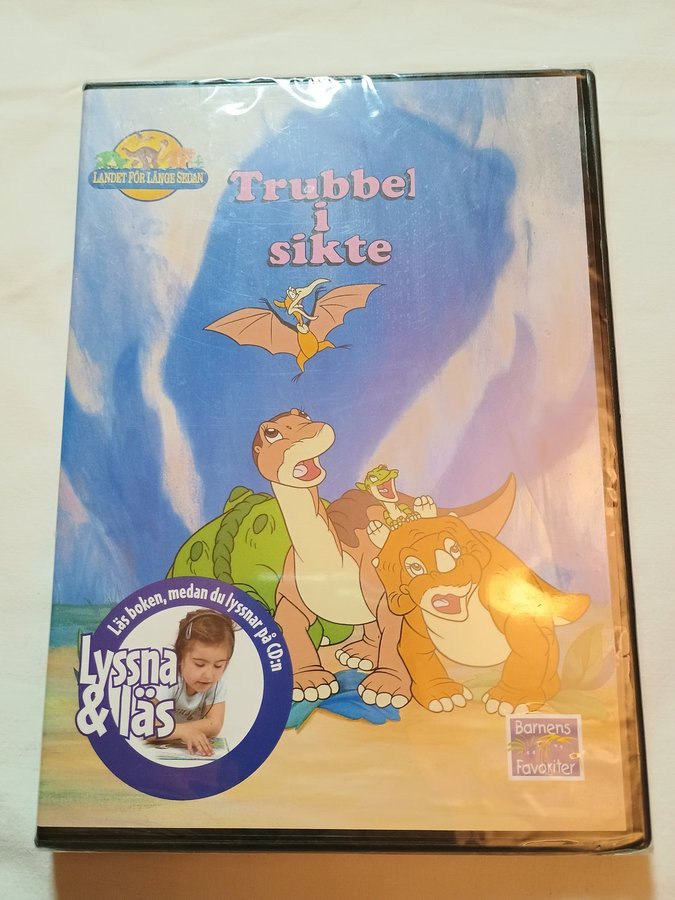 LANDET FÖR LÄNGE SEDAN
Trubbel
i
sikte
Läs boken, medan du lyssnar på CD:n
Lyssna
& läs
Barnens
Favoriter